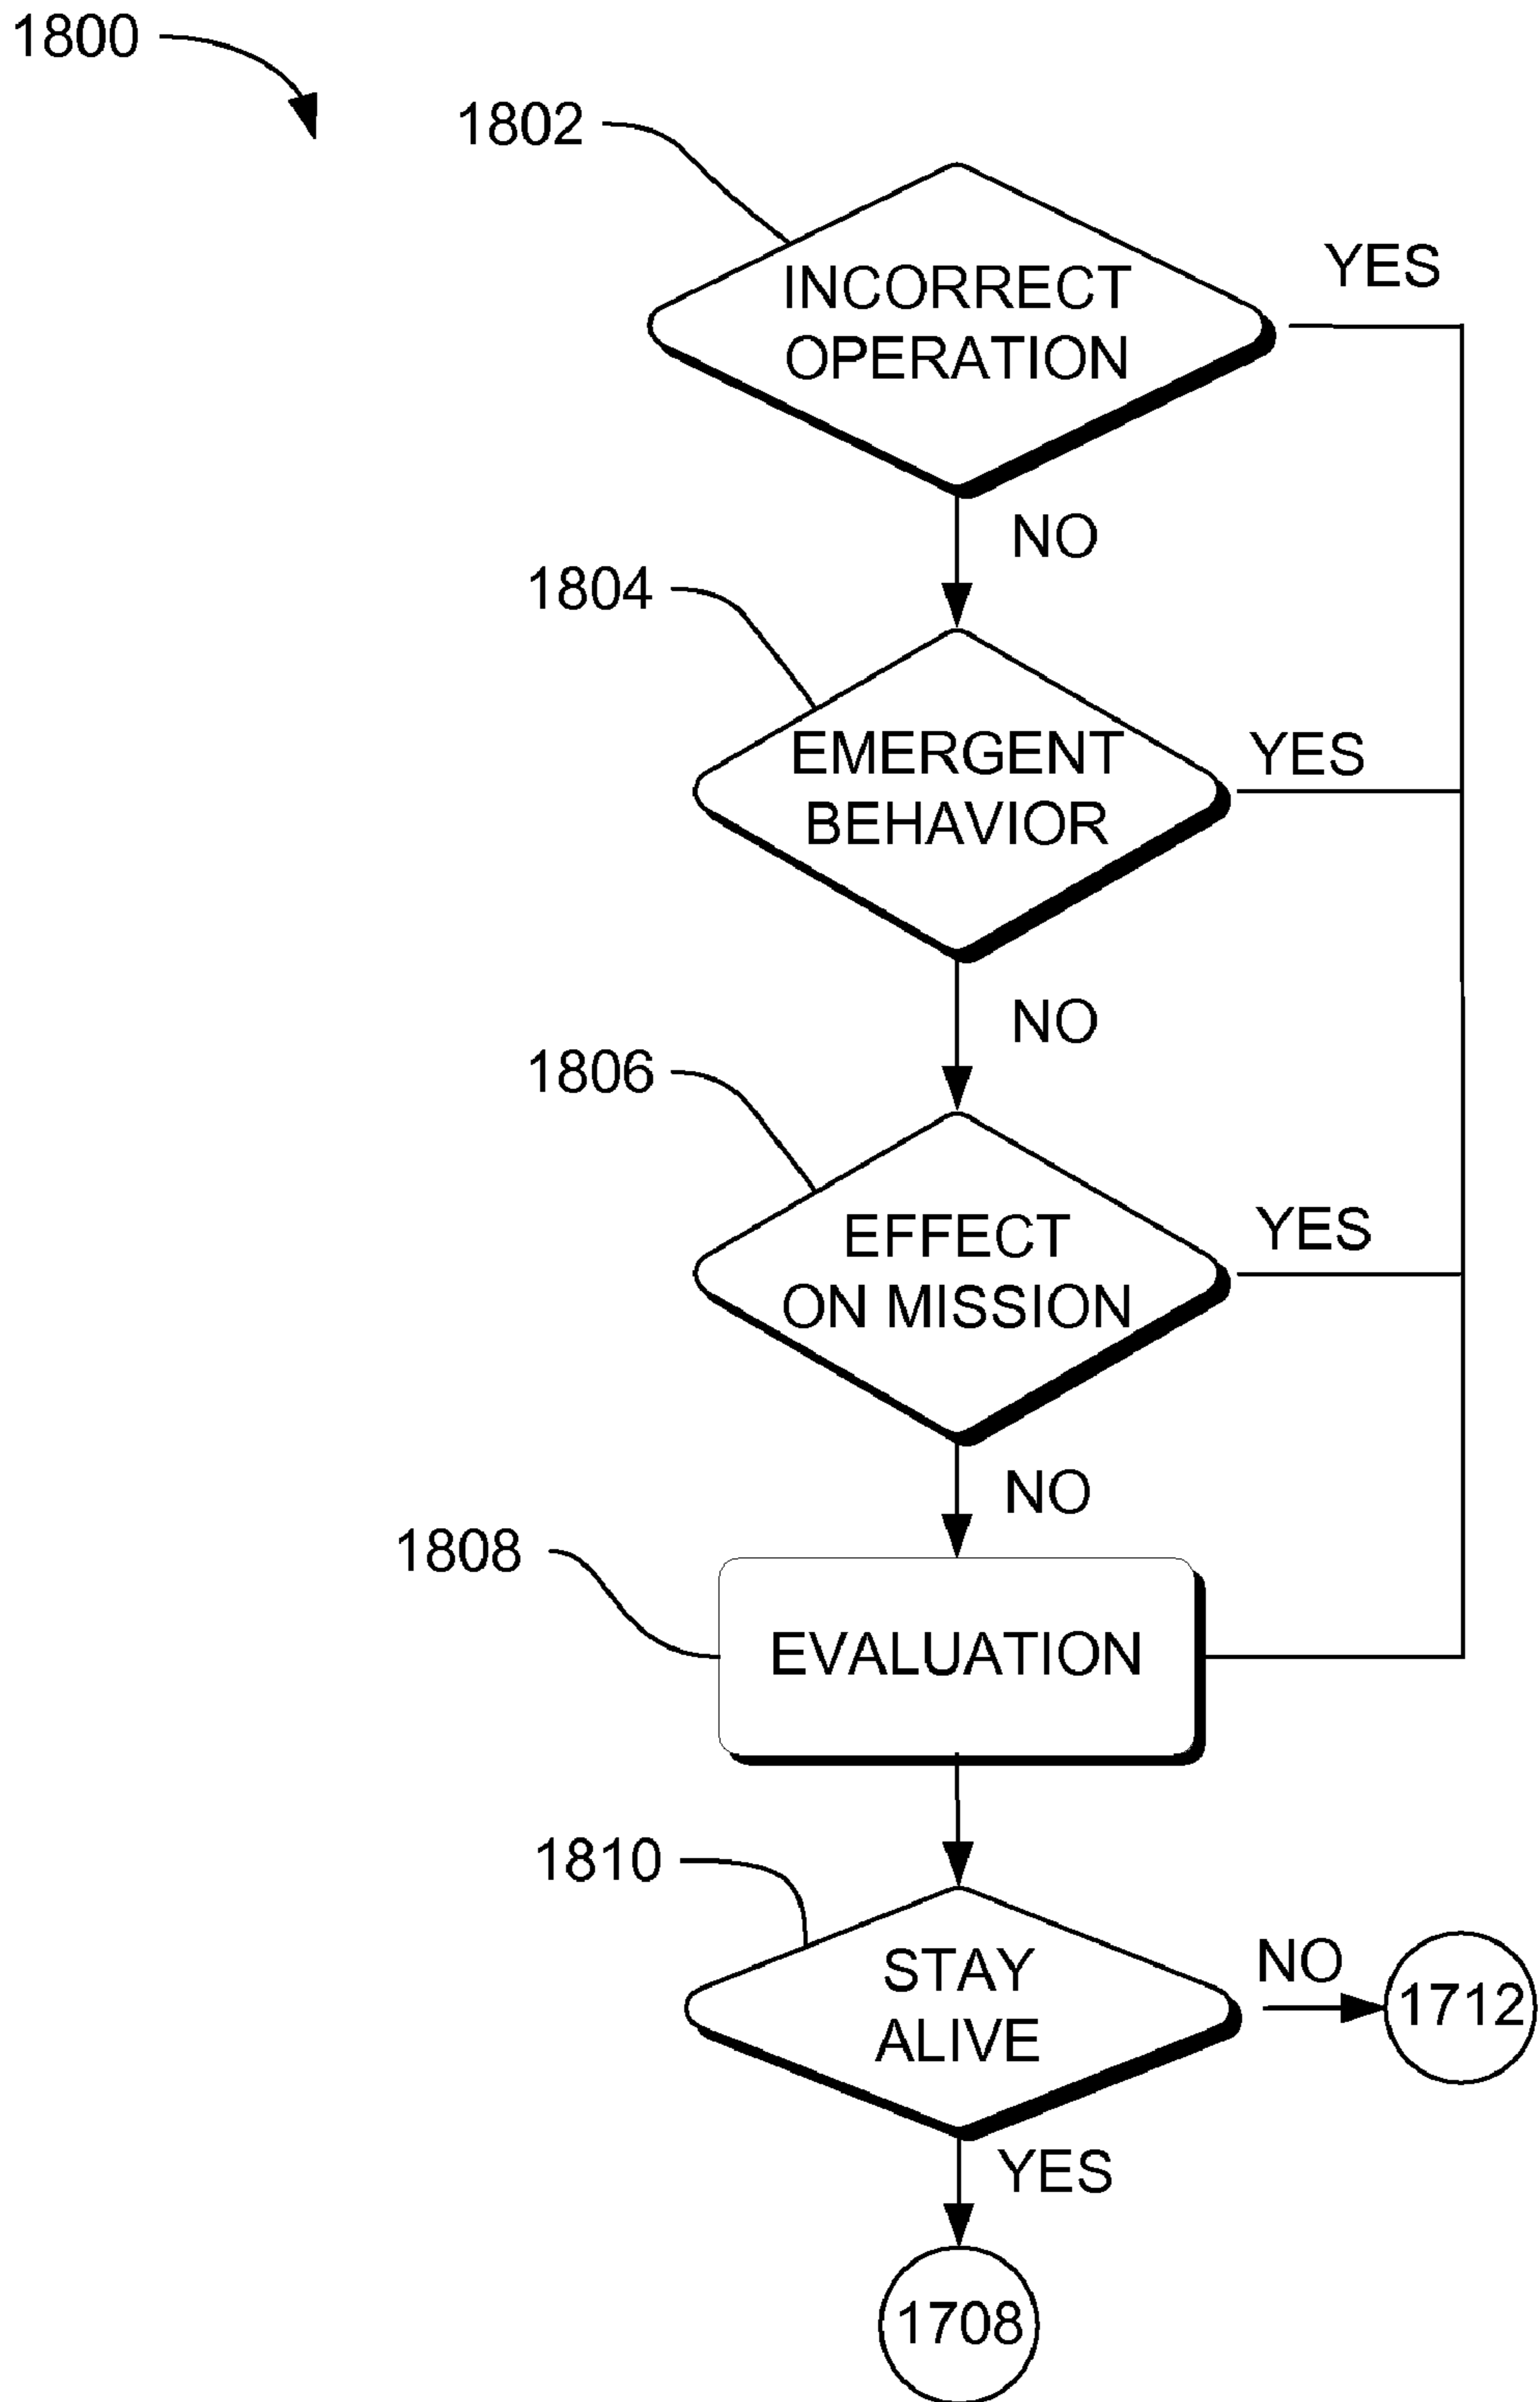 1800
1802
INCORRECT
OPERATION
YES
NO
1804
EMERGENT
BEHAVIOR
YES
NO
1806
EFFECT
ON MISSION
YES
NO
1808
EVALUATION
1810
STAY
ALIVE
NO
1712
YES
1708